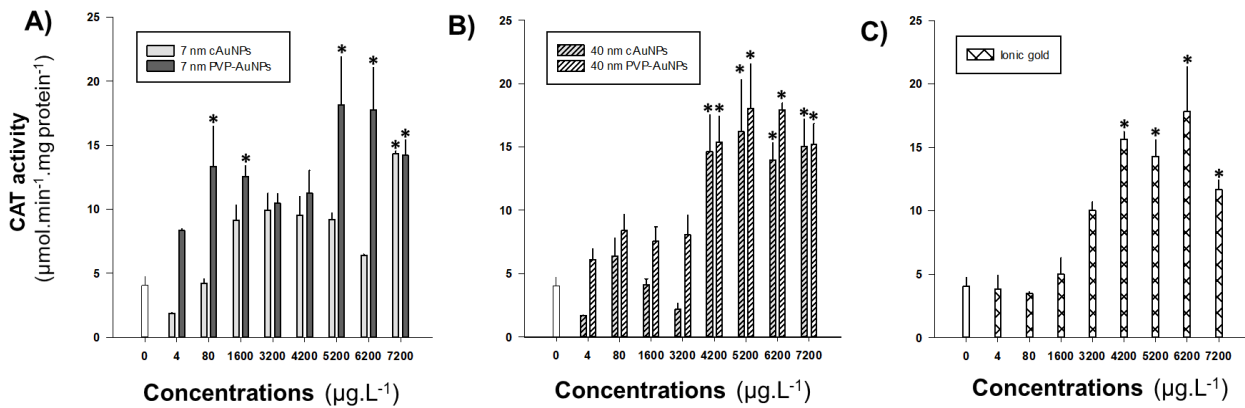 A)
CAT activity
(µmol.min⁻¹.mg protein⁻¹)
25
20
15
10
5
0
7 nm cAuNPs
7 nm PVP-AuNPs
*
*
*
*
*
*
0 4 80 1600 3200 4200 5200 6200 7200
Concentrations (µg.L⁻¹)
B)
25
20
15
10
5
0
40 nm cAuNPs
40 nm PVP-AuNPs
* *
* *
* *
* *
0 4 80 1600 3200 4200 5200 6200 7200
Concentrations (µg.L⁻¹)
C)
25
20
15
10
5
0
Ionic gold
*
*
*
*
0 4 80 1600 3200 4200 5200 6200 7200
Concentrations (µg.L⁻¹)